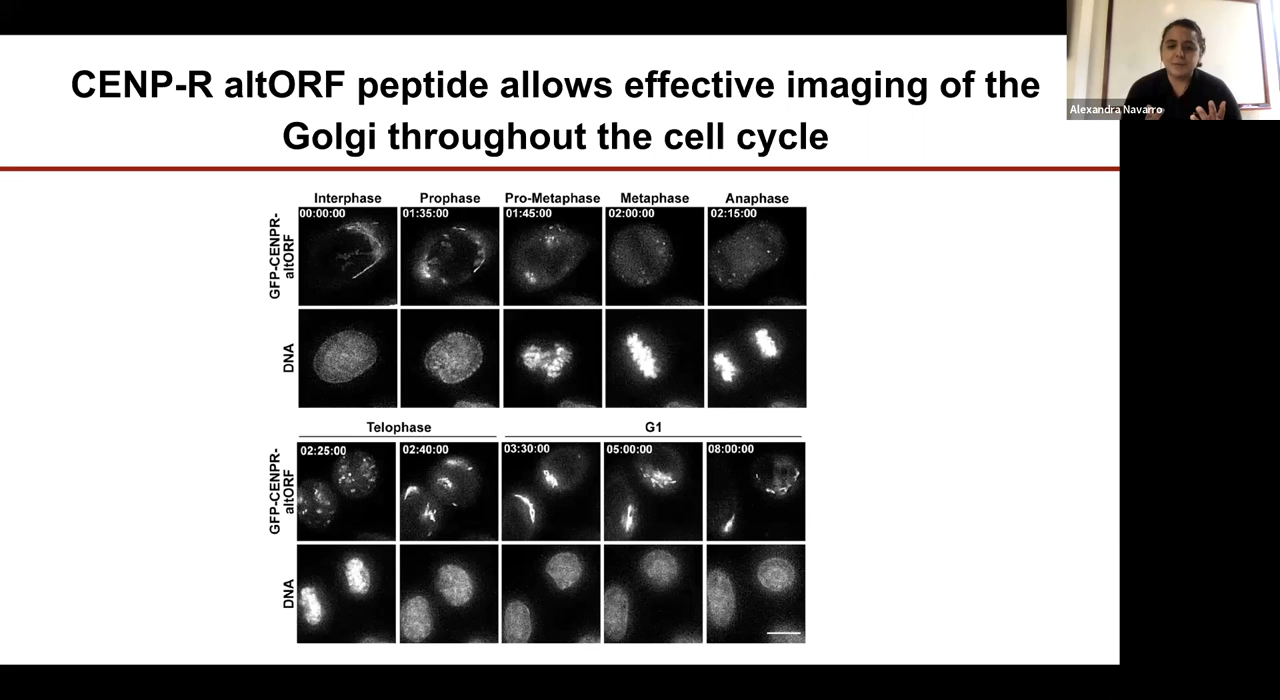 CENP-R altORF peptide allows effective imaging of the
Golgi throughout the cell cycle
Alexandra Navarro
Interphase Prophase Pro-Metaphase Metaphase Anaphase
GFP-CENPR-
altORF
00:00:00 01:35:00 01:45:00 02:00:00 02:15:00
DNA
Telophase G1
GFP-CENPR-
altORF
02:25:00 02:40:00 03:30:00 05:00:00 08:00:00
DNA